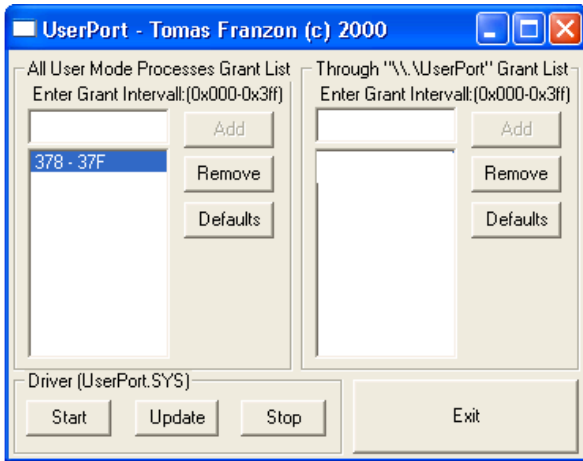 UserPort - Tomas Franzon (c) 2000
All User Mode Processes Grant List
Enter Grant Intervall:(0x000-0x3ff)
Add
378 - 37F
Remove
Defaults
Through "\\.\UserPort" Grant List
Enter Grant Intervall:(0x000-0x3ff)
Add
Remove
Defaults
Driver (UserPort.SYS)
Start Update Stop
Exit